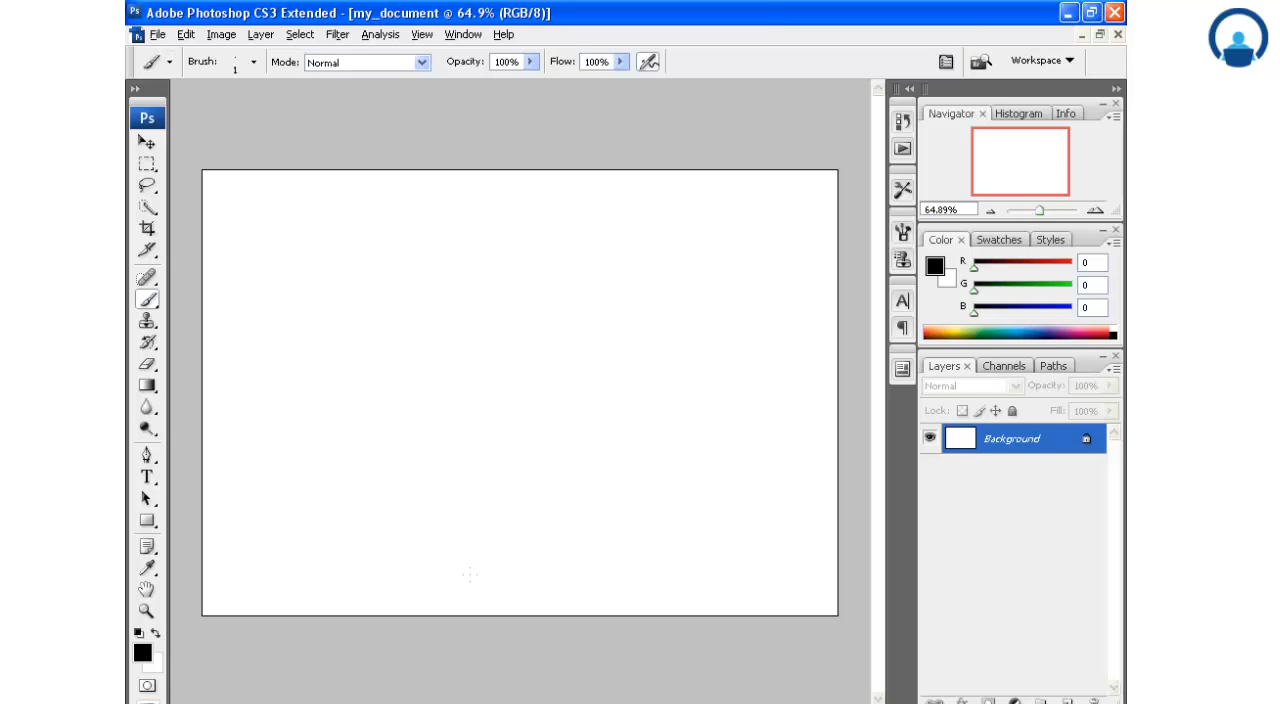 Ps Adobe Photoshop CS3 Extended - [my_document @ 64.9% (RGB/8)]
File Edit Image Layer Select Filter Analysis View Window Help
Brush: 1 Mode: Normal Opacity: 100% Flow: 100% Workspace
Ps
Navigator Histogram Info
64.89%
Color Swatches Styles
R 0
G 0
B 0
Layers Channels Paths
Normal Opacity: 100%
Lock: Fill: 100%
Background